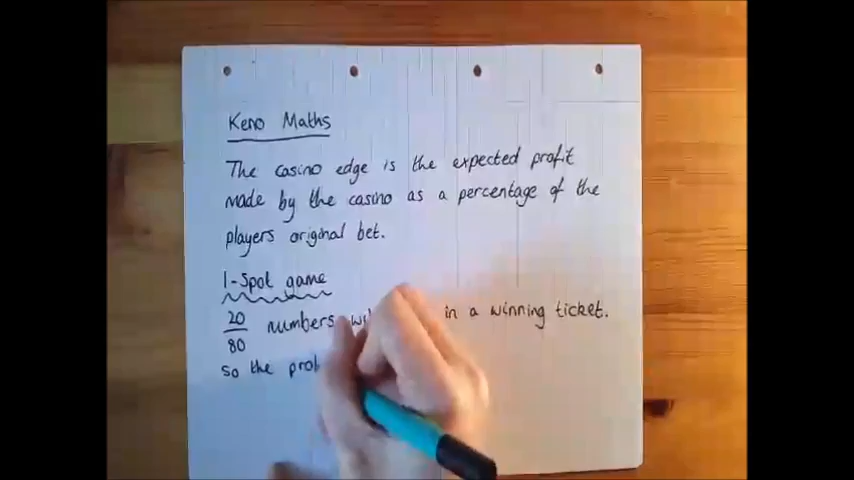 Keno Maths
The casino edge is the expected profit
made by the casino as a percentage of the
players original bet.
1-Spot game
20
80
numbers in a winning ticket.
so the